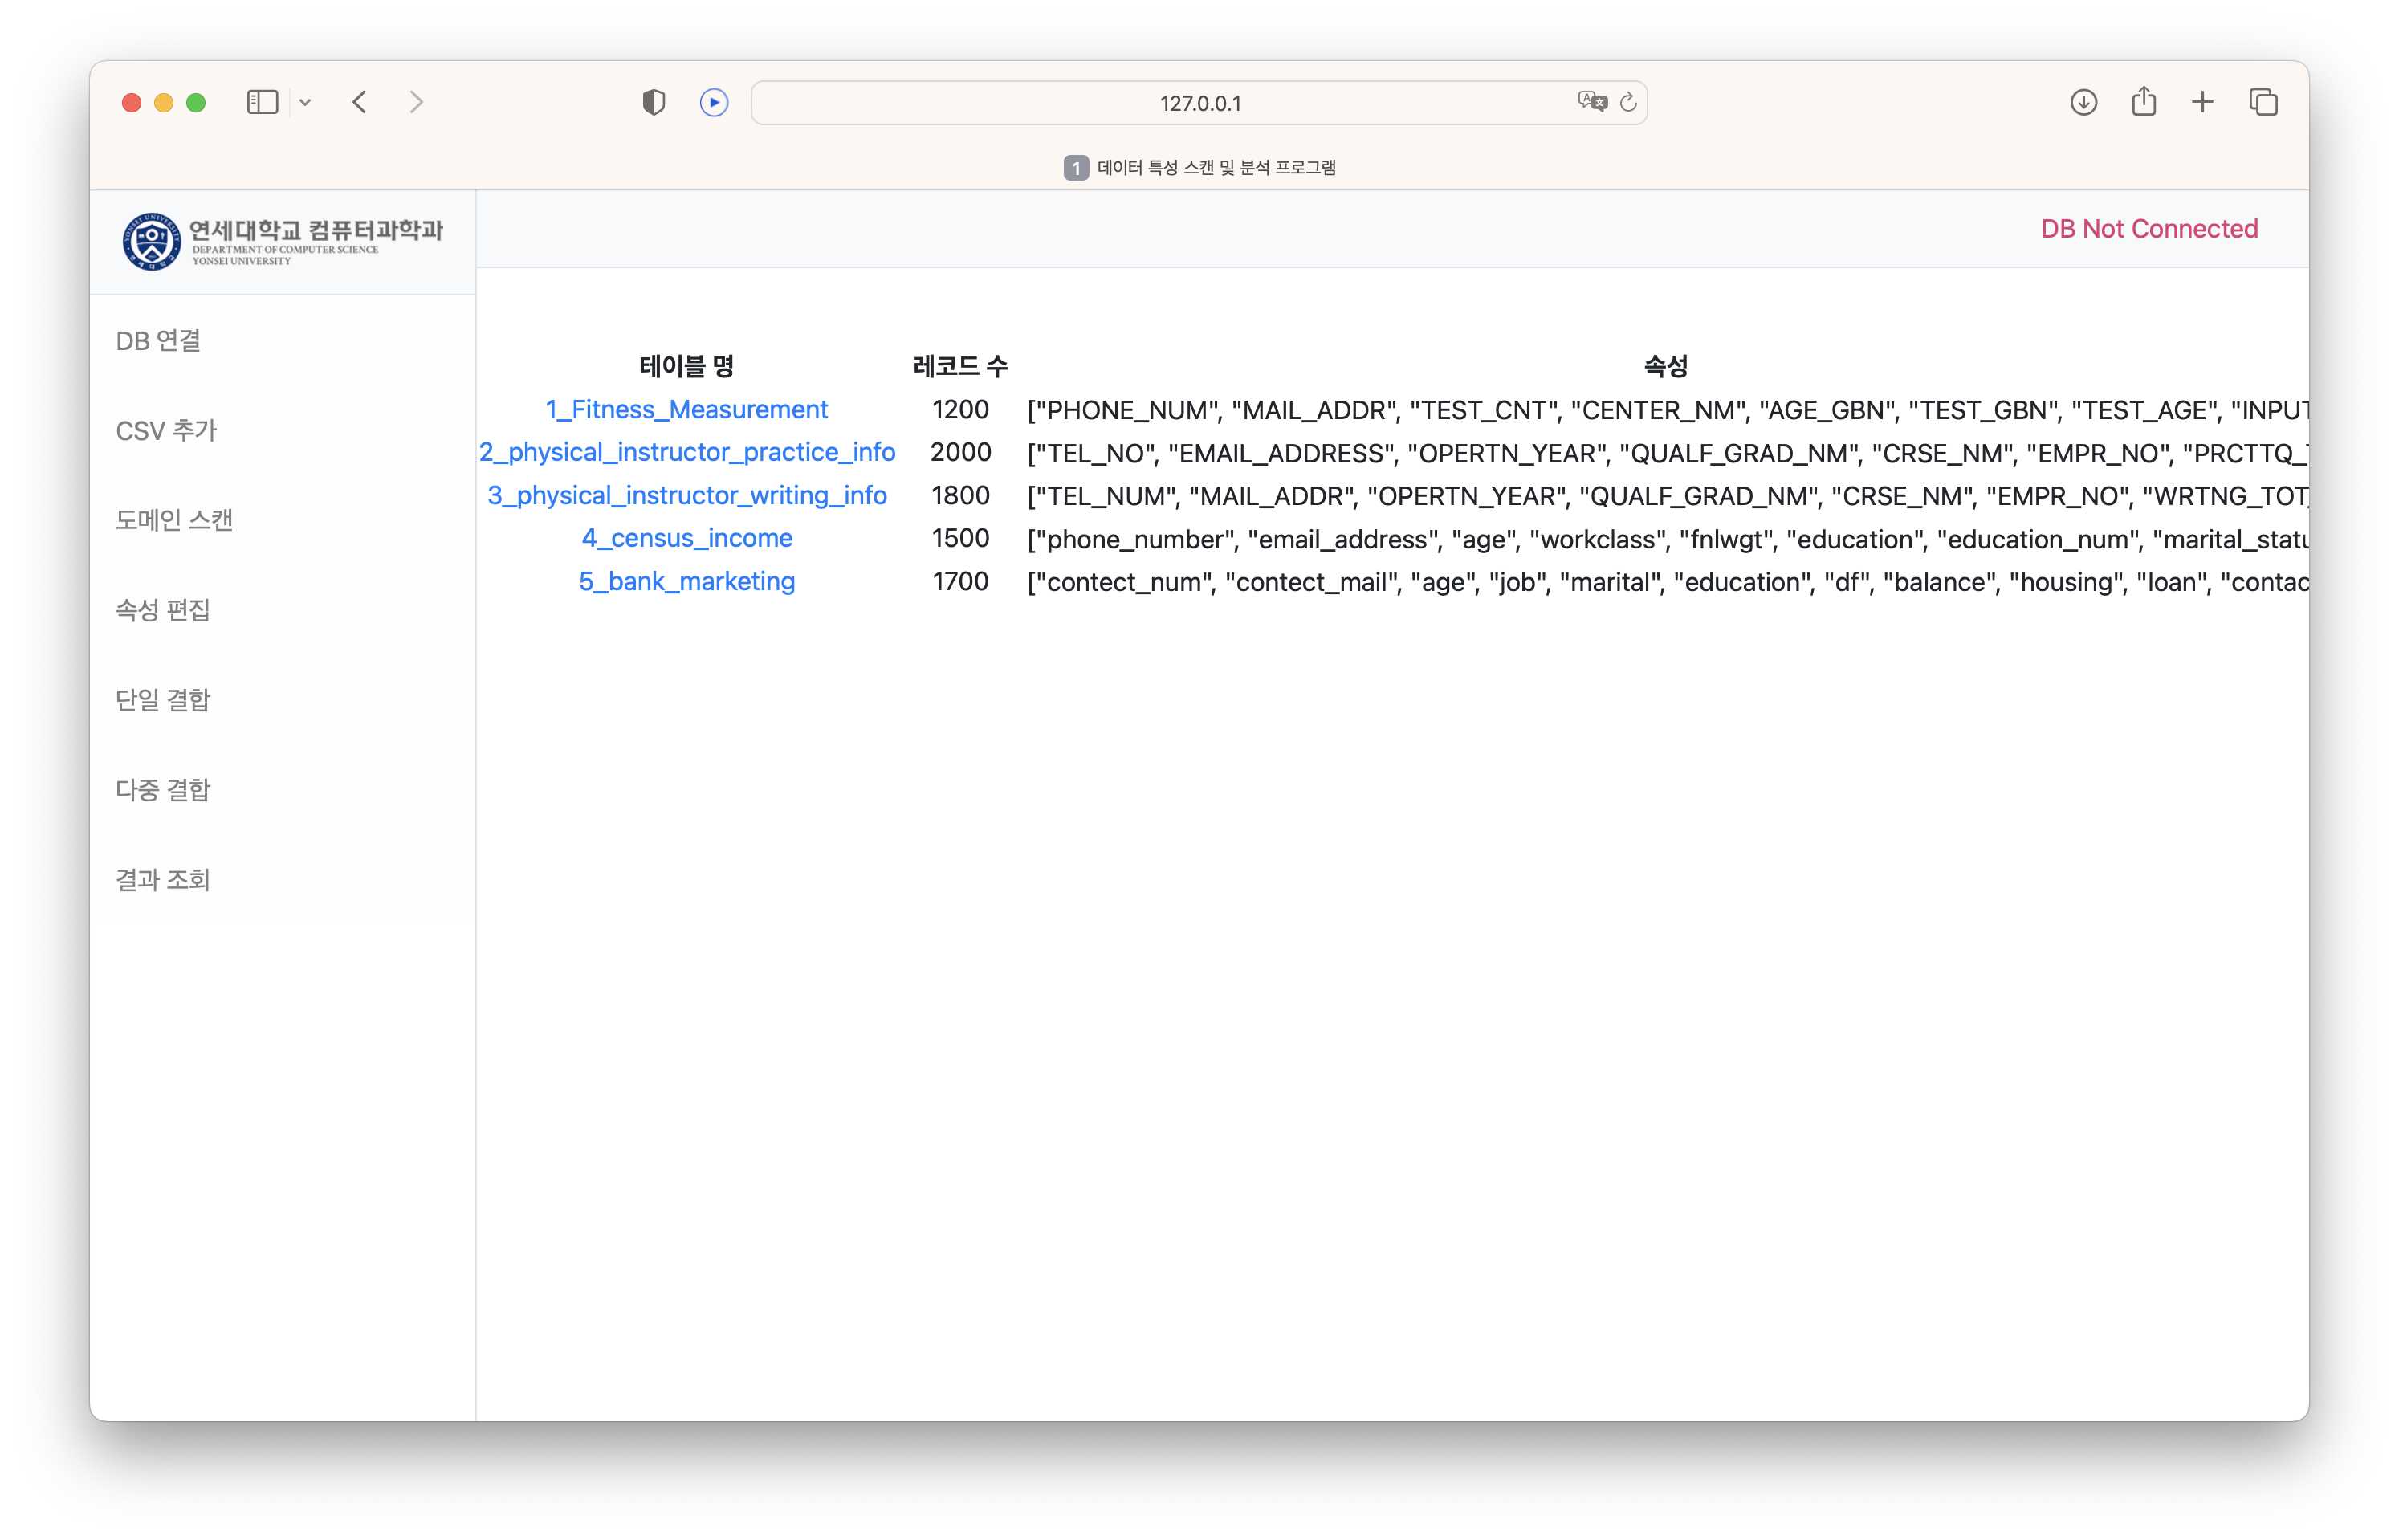 127.0.0.1
1 데이터 특성 스캔 및 분석 프로그램
연세대학교 컴퓨터과학과
DEPARTMENT OF COMPUTER SCIENCE
YONSEI UNIVERSITY
DB Not Connected
DB 연결
CSV 추가
도메인 스캔
속성 편집
단일 결합
다중 결합
결과 조회
테이블 명 레코드 수 속성
1_Fitness_Measurement 1200 ["PHONE_NUM", "MAIL_ADDR", "TEST_CNT", "CENTER_NM", "AGE_GBN", "TEST_GBN", "TEST_AGE", "INPUT
2_physical_instructor_practice_info 2000 ["TEL_NO", "EMAIL_ADDRESS", "OPERTN_YEAR", "QUALF_GRAD_NM", "CRSE_NM", "EMPR_NO", "PRCTTQ_
3_physical_instructor_writing_info 1800 ["TEL_NUM", "MAIL_ADDR", "OPERTN_YEAR", "QUALF_GRAD_NM", "CRSE_NM", "EMPR_NO", "WRTNG_TOT_
4_census_income 1500 ["phone_number", "email_address", "age", "workclass", "fnlwgt", "education", "education_num", "marital_statu
5_bank_marketing 1700 ["contect_num", "contect_mail", "age", "job", "marital", "education", "df", "balance", "housing", "loan", "contac